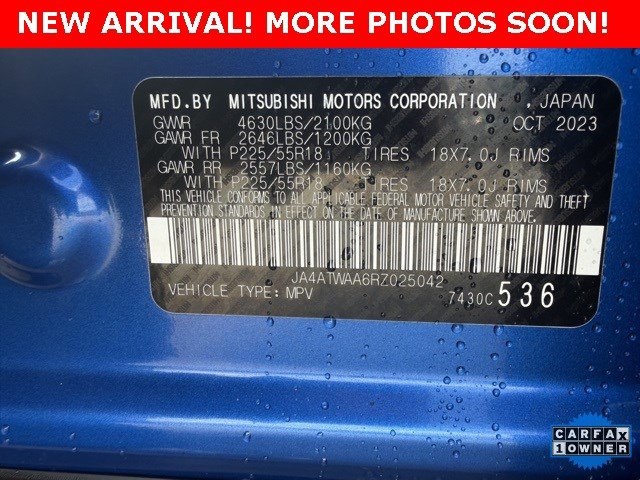 NEW ARRIVAL! MORE PHOTOS SOON!
MFD.BY MITSUBISHI MOTORS CORPORATION , JAPAN
GVWR 4630LBS/2100KG OCT 2023
GAWR FR 2646LBS/1200KG
WITH P225/55R18 TIRES 18X7.0J RIMS
GAWR RR 2557LBS/1160KG
WITH P225/55R18 TIRES 18X7.0J RIMS
THIS VEHICLE CONFORMS TO ALL APPLICABLE FEDERAL MOTOR VEHICLE SAFETY AND THEFT
PREVENTION STANDARDS IN EFFECT ON THE DATE OF MANUFACTURE SHOWN ABOVE.
JA4ATWAA6RZ025042
VEHICLE TYPE: MPV 7430C 536
CARFAX
1 OWNER